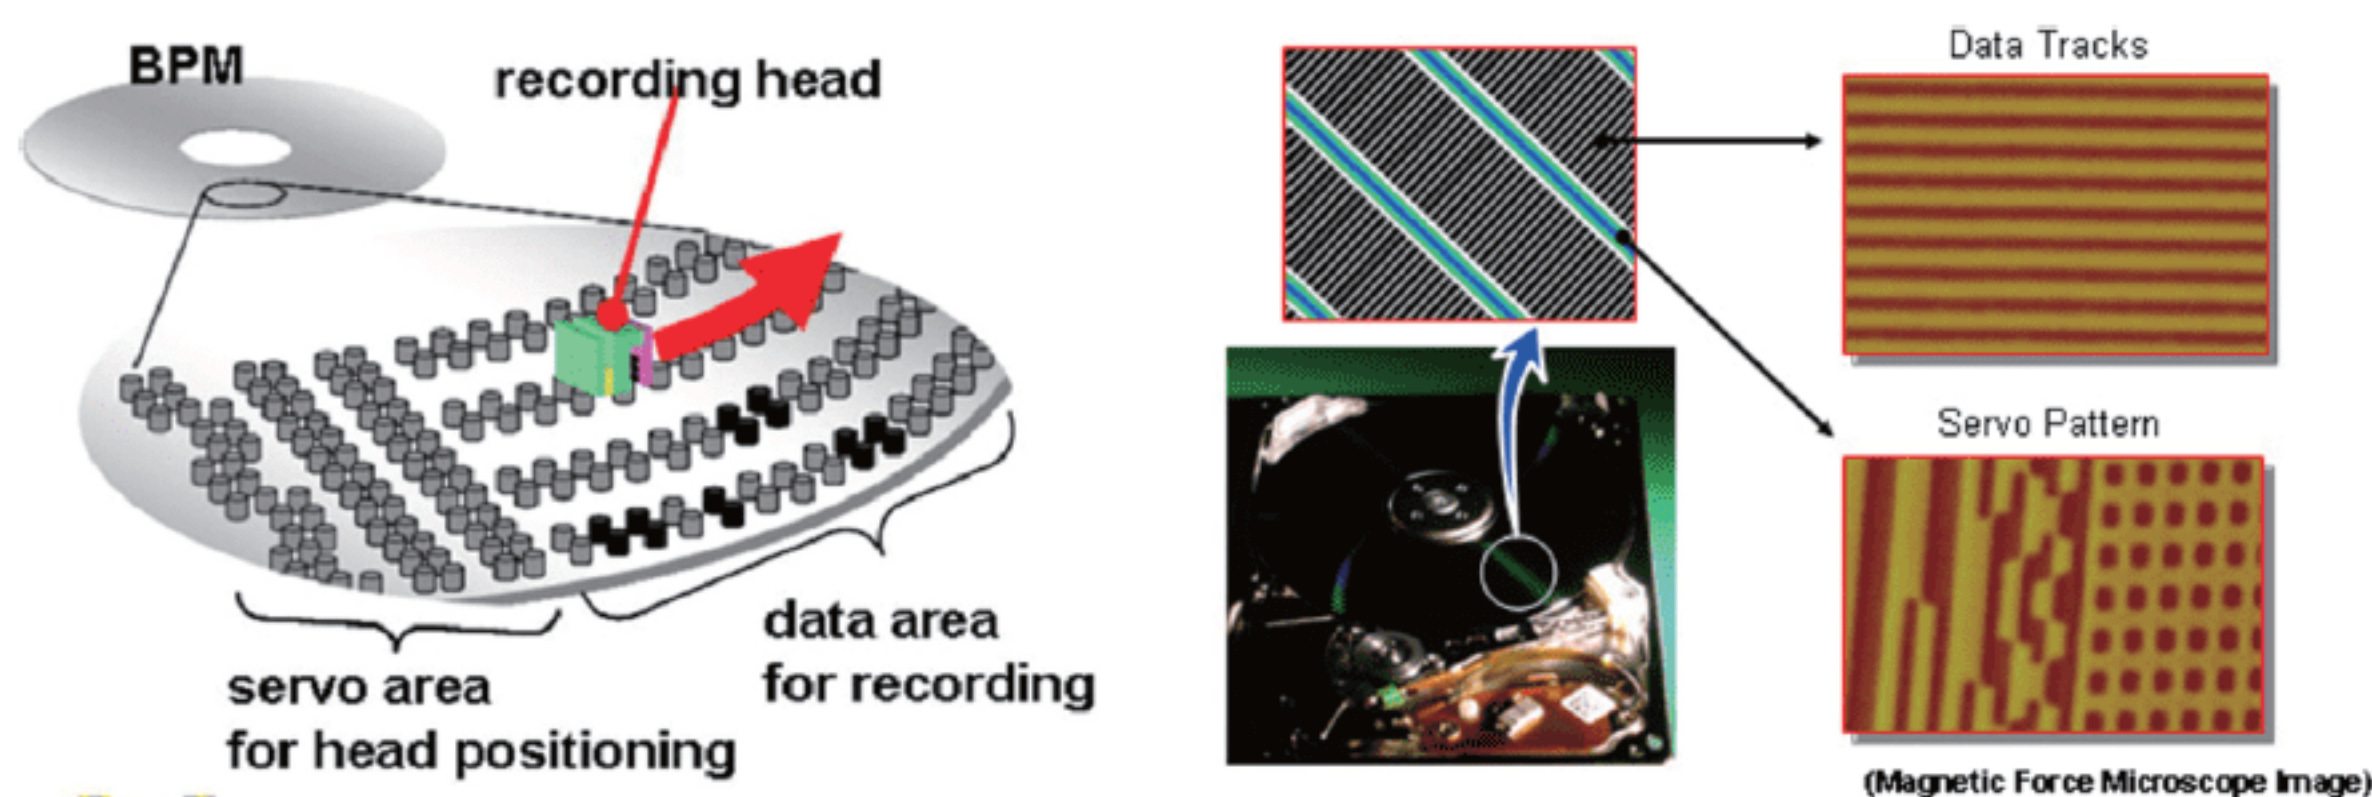 BPM
recording head
servo area
for head positioning
data area
for recording
Data Tracks
Servo Pattern
(Magnetic Force Microscope Image)